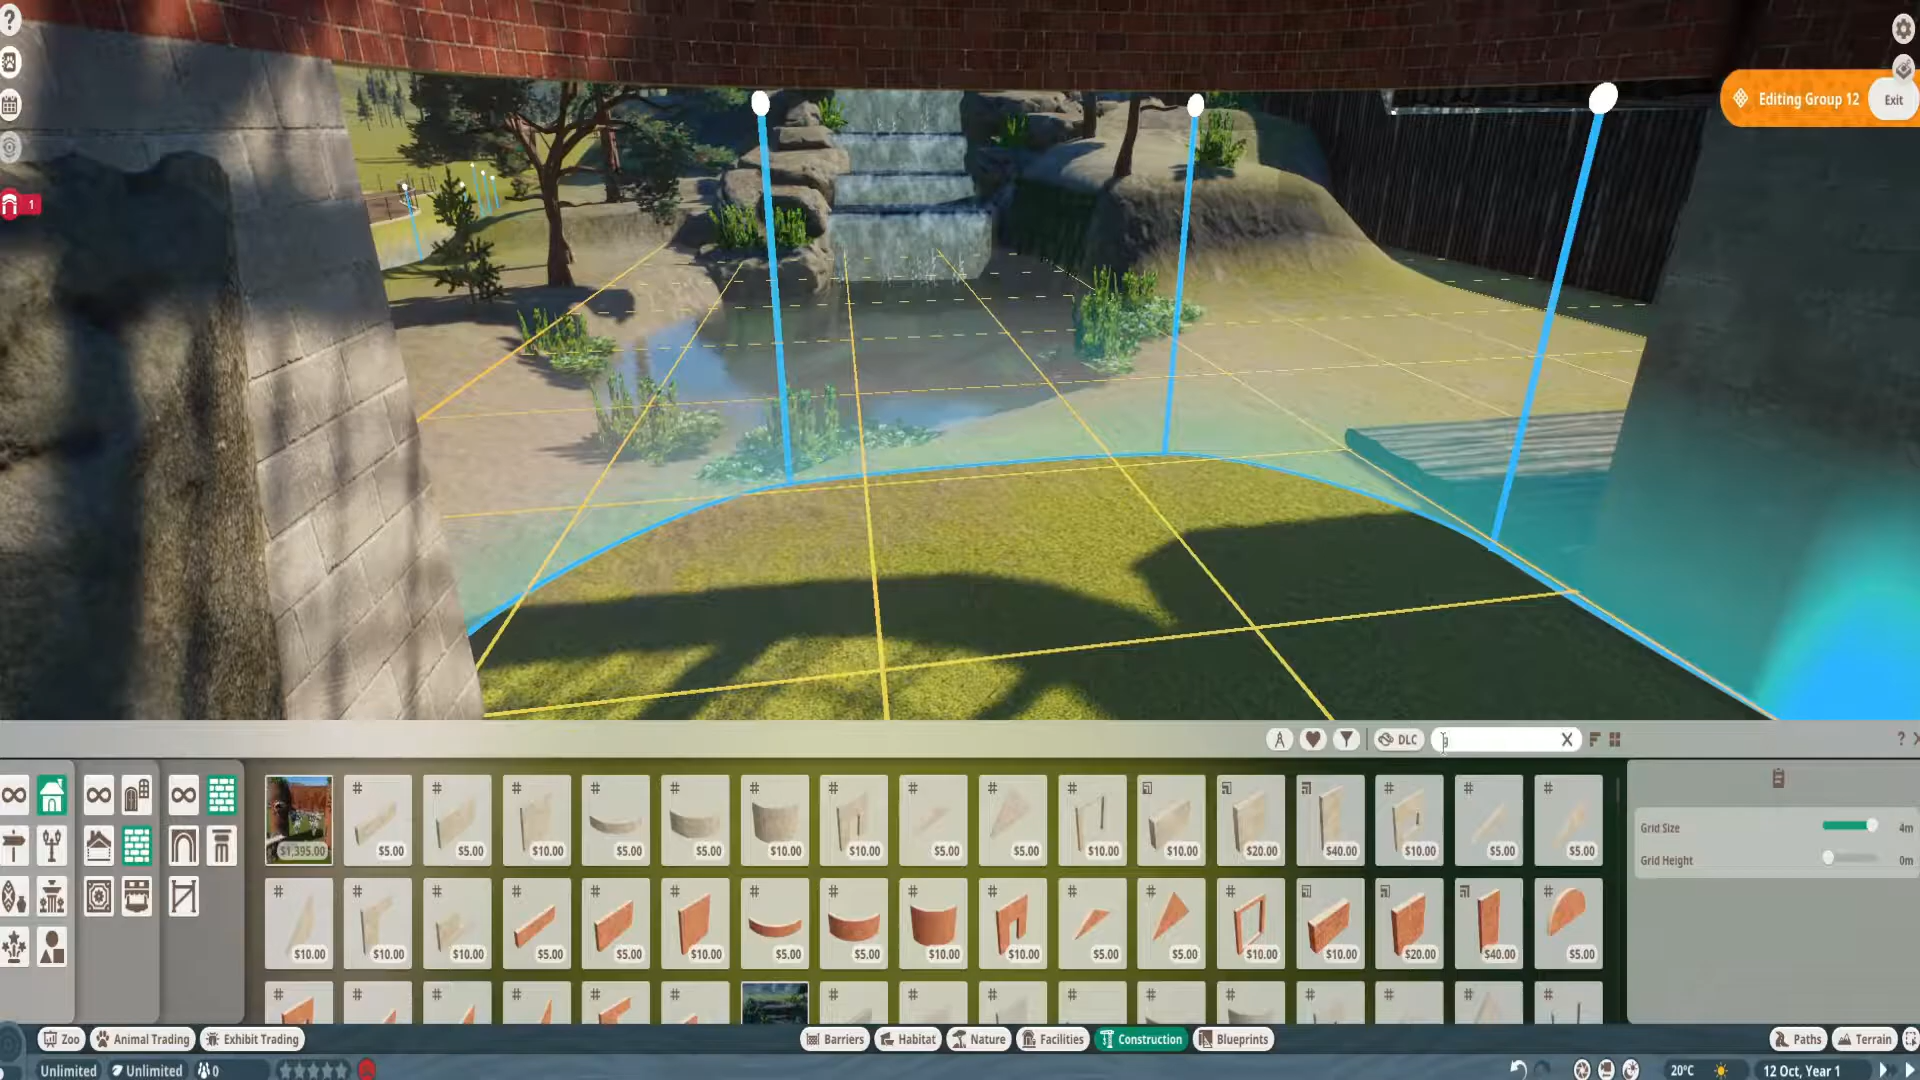 ?
Editing Group 12 Exit
1
DLC g X ?
$1,395.00 $5.00 $5.00 $10.00 $5.00 $5.00 $10.00 $10.00 $5.00 $5.00 $10.00 $10.00 $20.00 $40.00 $10.00 $5.00 $5.00
Grid Size 4m
Grid Height 0m
$10.00 $10.00 $10.00 $5.00 $5.00 $10.00 $5.00 $5.00 $10.00 $10.00 $5.00 $5.00 $10.00 $10.00 $20.00 $40.00 $5.00
Zoo Animal Trading Exhibit Trading Barriers Habitat Nature Facilities Construction Blueprints Paths Terrain
Unlimited Unlimited 0 20°C 12 Oct, Year 1